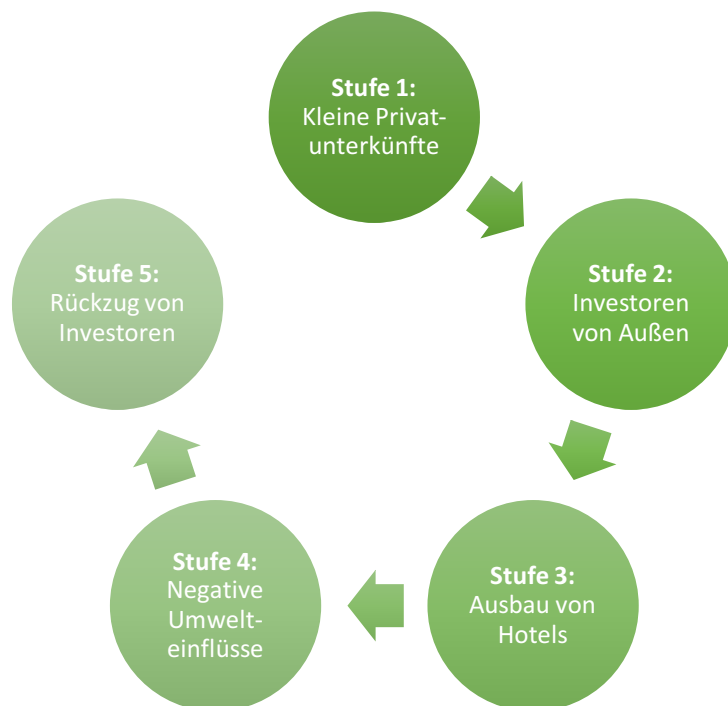 Stufe 1:
Kleine Privat-
unterkünfte
Stufe 2:
Investoren
von Außen
Stufe 3:
Ausbau von
Hotels
Stufe 4:
Negative
Umwelt-
einflüsse
Stufe 5:
Rückzug von
Investoren